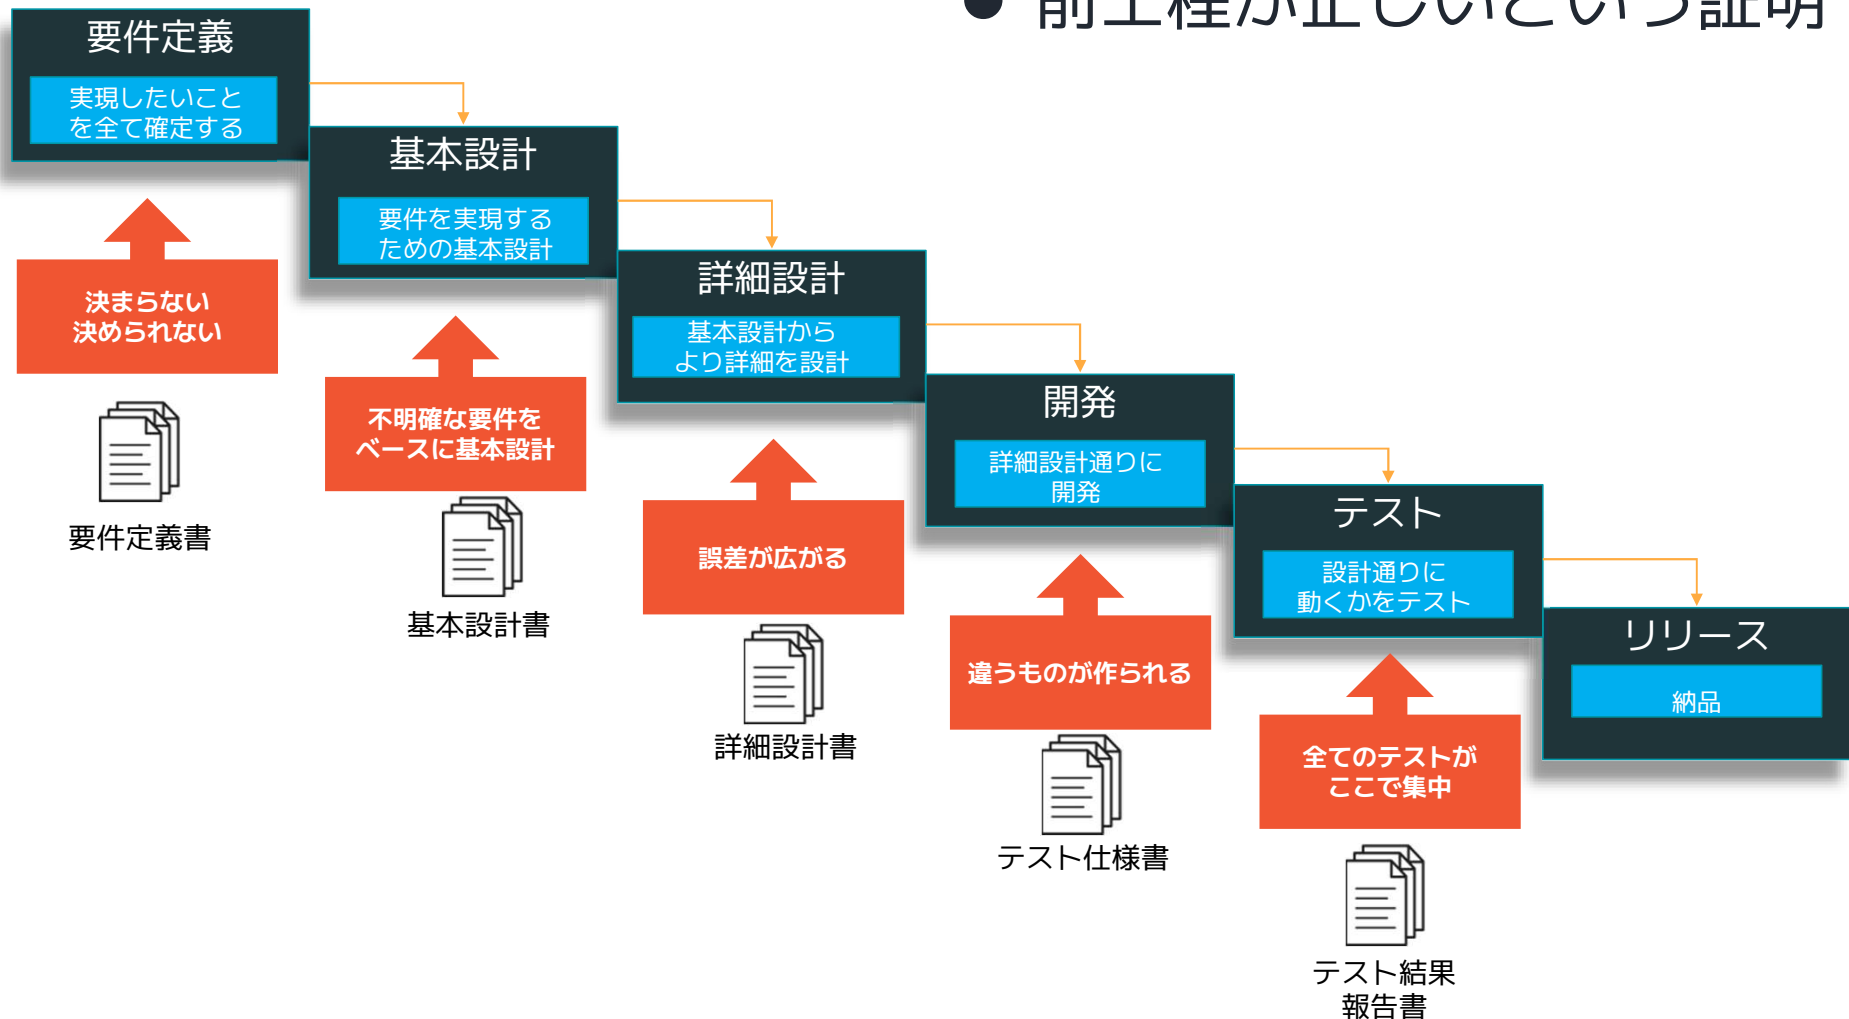 ● 前工程が正しいという証明
要件定義
実現したいこと
を全て確定する
基本設計
要件を実現する
ための基本設計
詳細設計
基本設計から
より詳細を設計
開発
詳細設計通りに
開発
テスト
設計通りに
動くかをテスト
リリース
納品
決まらない
決められない
要件定義書
不明確な要件を
ベースに基本設計
基本設計書
誤差が広がる
詳細設計書
違うものが作られる
テスト仕様書
全てのテストが
ここで集中
テスト結果
報告書